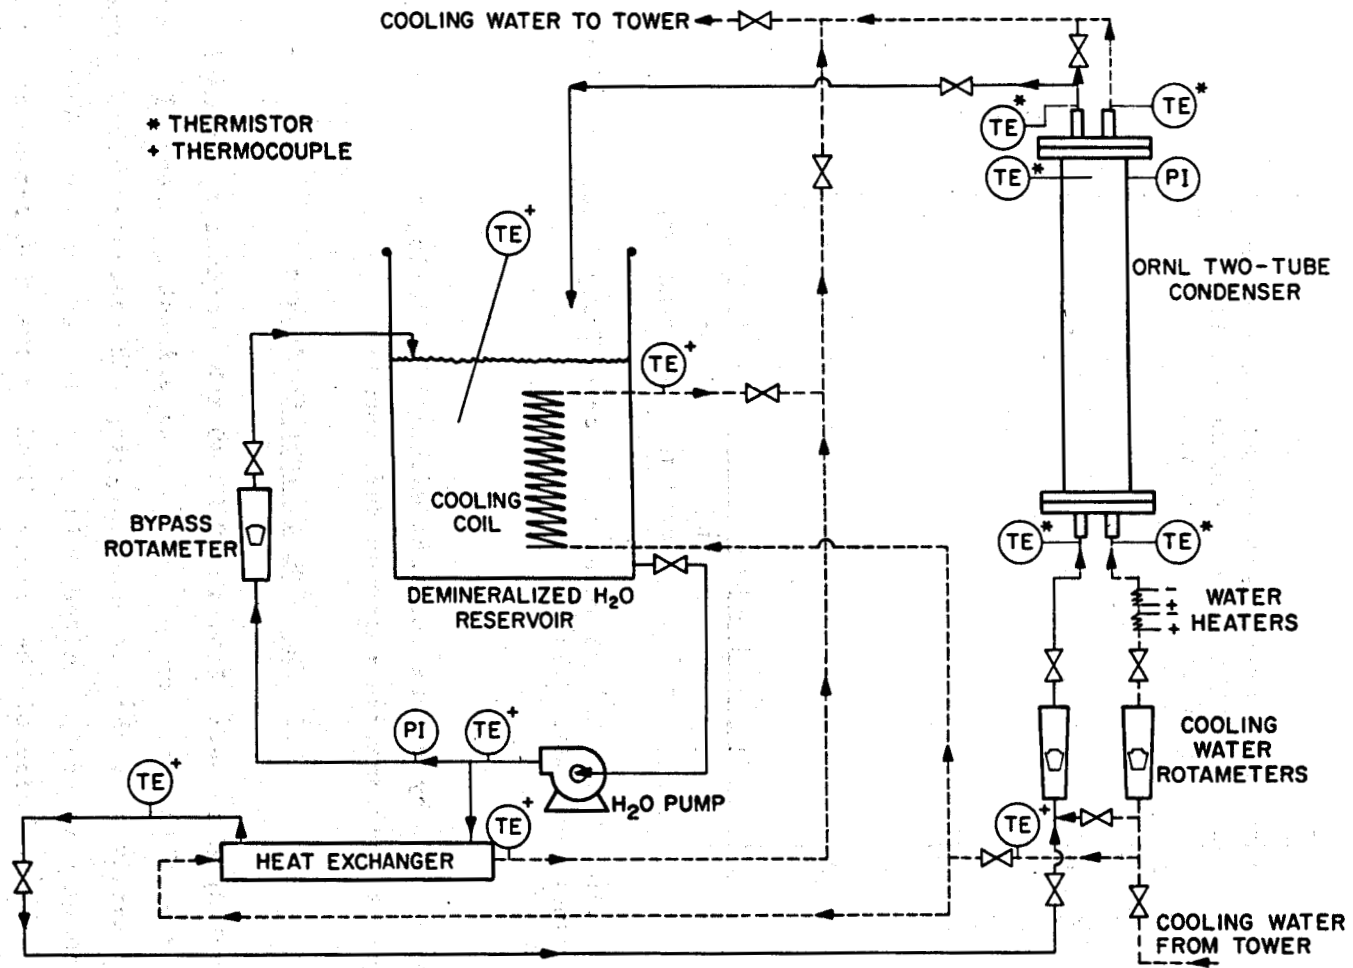 COOLING WATER TO TOWER
* THERMISTOR
+ THERMOCOUPLE
TE*
TE*
TE*
PI
TE+
ORNL TWO-TUBE
CONDENSER
TE+
COOLING
COIL
BYPASS
ROTAMETER
TE*
TE*
DEMINERALIZED H₂O
RESERVOIR
- + - +
WATER
HEATERS
PI
TE+
COOLING
WATER
ROTAMETERS
TE+
H₂O PUMP
TE+
TE+
HEAT EXCHANGER
COOLING WATER
FROM TOWER